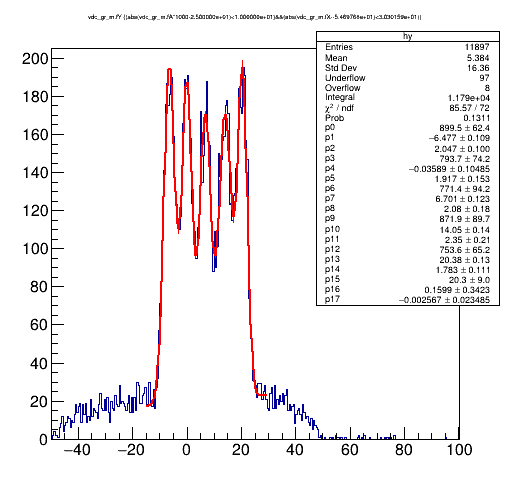 vdc_gr_m.fY {(abs(vdc_gr_m.fA*1000-2.500000e+01)<1.000000e+01)&&(abs(vdc_gr_m.fX-5.469768e+01)<3.030159e+01)}
hy
Entries 11897
Mean 5.384
Std Dev 16.36
Underflow 97
Overflow 8
Integral 1.179e+04
χ² / ndf 85.57 / 72
Prob 0.1311
p0 899.5 ± 62.4
p1 −6.477 ± 0.109
p2 2.047 ± 0.100
p3 793.7 ± 74.2
p4 −0.03589 ± 0.10485
p5 1.917 ± 0.153
p6 771.4 ± 94.2
p7 6.701 ± 0.123
p8 2.08 ± 0.18
p9 871.9 ± 89.7
p10 14.05 ± 0.14
p11 2.35 ± 0.21
p12 753.6 ± 65.2
p13 20.38 ± 0.13
p14 1.783 ± 0.111
p15 20.3 ± 9.0
p16 0.1599 ± 0.3423
p17 −0.002567 ± 0.023485
200
180
160
140
120
100
80
60
40
20
0
−40 −20 0 20 40 60 80 100